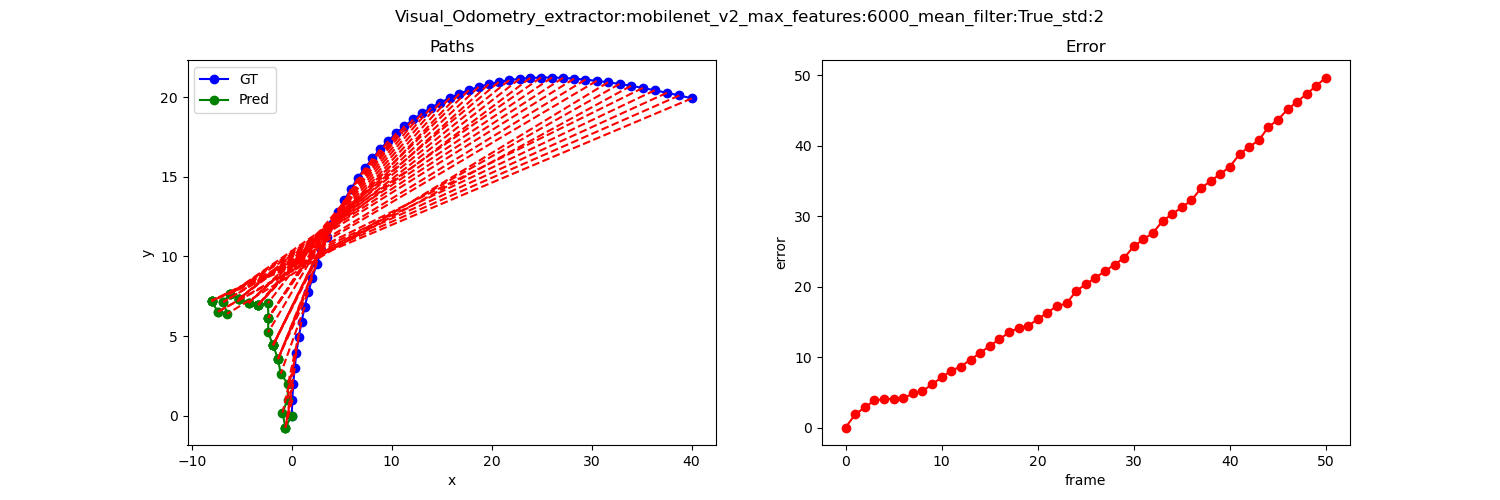 Visual_Odometry_extractor:mobilenet_v2_max_features:6000_mean_filter:True_std:2
Paths
GT
Pred
20
15
10
5
0
y
−10
0
10
20
30
40
x
Error
50
40
30
20
10
0
error
0
10
20
30
40
50
frame